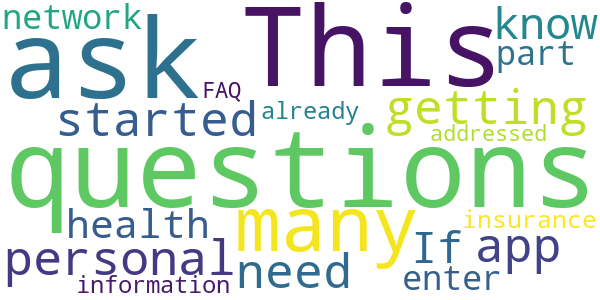 network ask This know
part
FAQ
started already getting
addressed
questions
health many insurance
personal If app
need enter
information